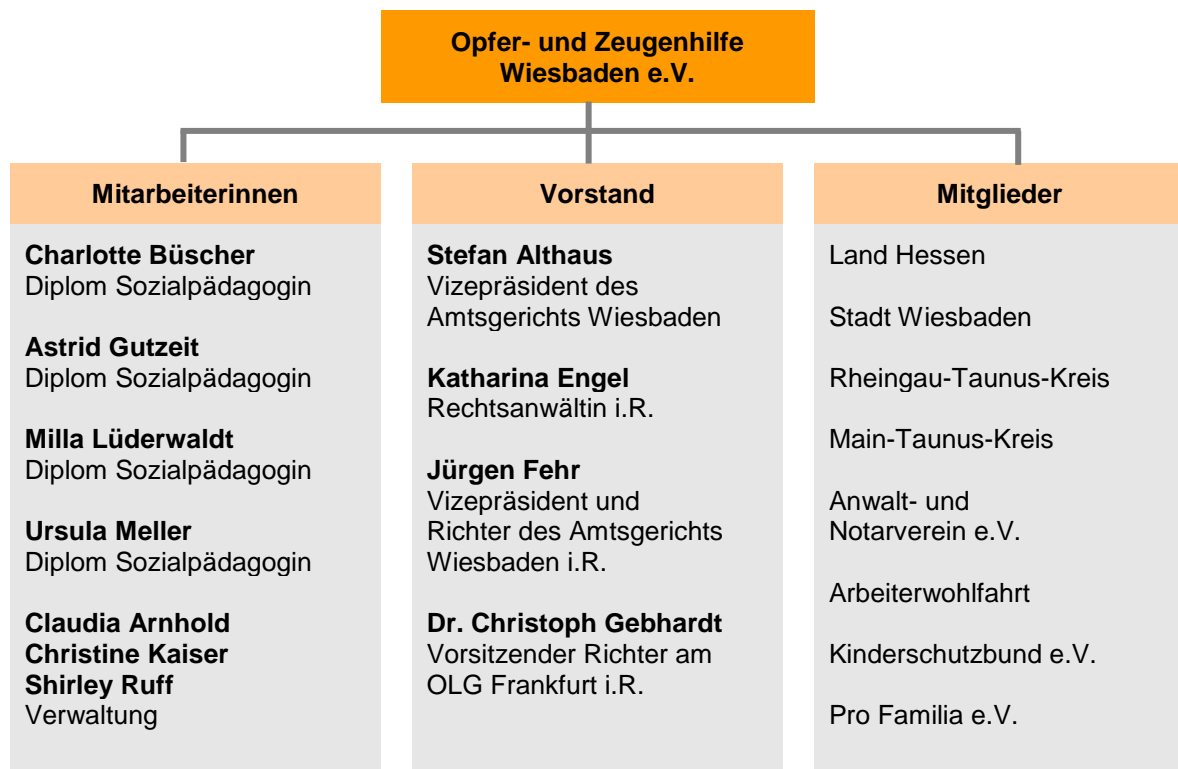 Opfer- und Zeugenhilfe
Wiesbaden e.V.
Mitarbeiterinnen
Charlotte Büscher
Diplom Sozialpädagogin
Astrid Gutzeit
Diplom Sozialpädagogin
Milla Lüderwaldt
Diplom Sozialpädagogin
Ursula Meller
Diplom Sozialpädagogin
Claudia Arnhold
Christine Kaiser
Shirley Ruff
Verwaltung
Vorstand
Stefan Althaus
Vizepräsident des
Amtsgerichts Wiesbaden
Katharina Engel
Rechtsanwältin i.R.
Jürgen Fehr
Vizepräsident und
Richter des Amtsgerichts
Wiesbaden i.R.
Dr. Christoph Gebhardt
Vorsitzender Richter am
OLG Frankfurt i.R.
Mitglieder
Land Hessen
Stadt Wiesbaden
Rheingau-Taunus-Kreis
Main-Taunus-Kreis
Anwalt- und
Notarverein e.V.
Arbeiterwohlfahrt
Kinderschutzbund e.V.
Pro Familia e.V.